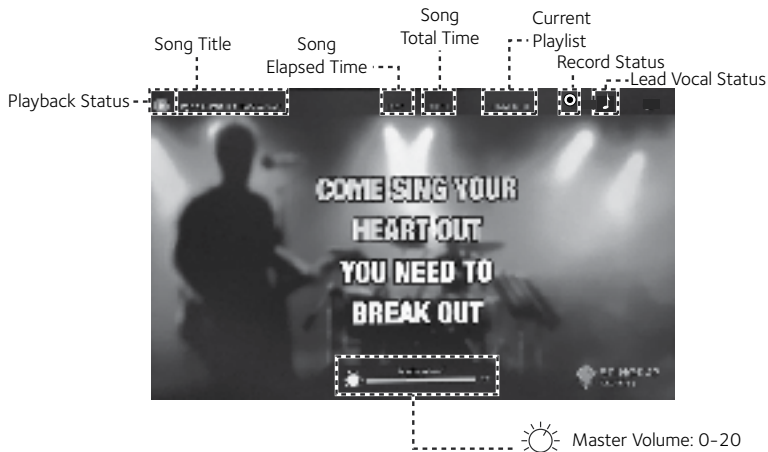 Song
Total Time
Current
Playlist
Song Title
Song
Elapsed Time
Record Status
Lead Vocal Status
Playback Status
COME SING YOUR
HEART OUT
YOU NEED TO
BREAK OUT
Master Volume: 0-20